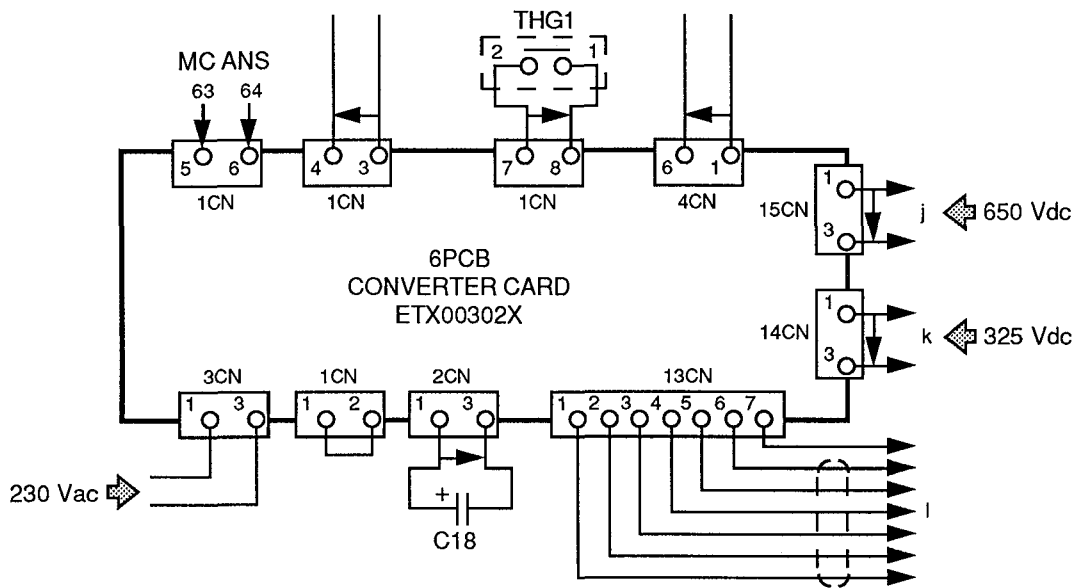 THG1
2 1
MC ANS
63 64
5 6
4 3
7 8
6 1
1CN
1CN
1CN
4CN
1
15CN
j
650 Vdc
3
6PCB
CONVERTER CARD
ETX00302X
1
14CN
k
325 Vdc
3
3CN
1CN
2CN
13CN
1 3
1 2
1 3
1 2 3 4 5 6 7
230 Vac
+
C18
l